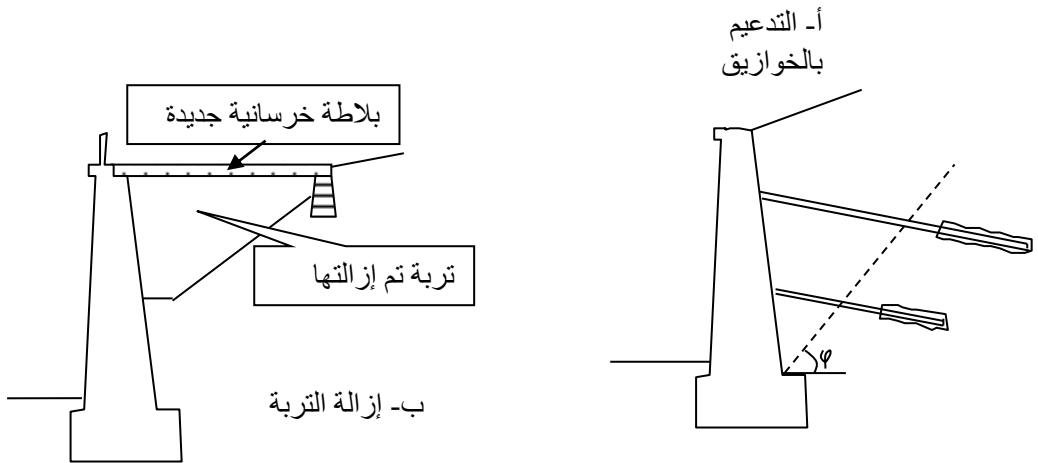 أ- التدعيم
بالخوازيق
φ
بلاطة خرسانية جديدة
تربة تم إزالتها
ب- إزالة التربة